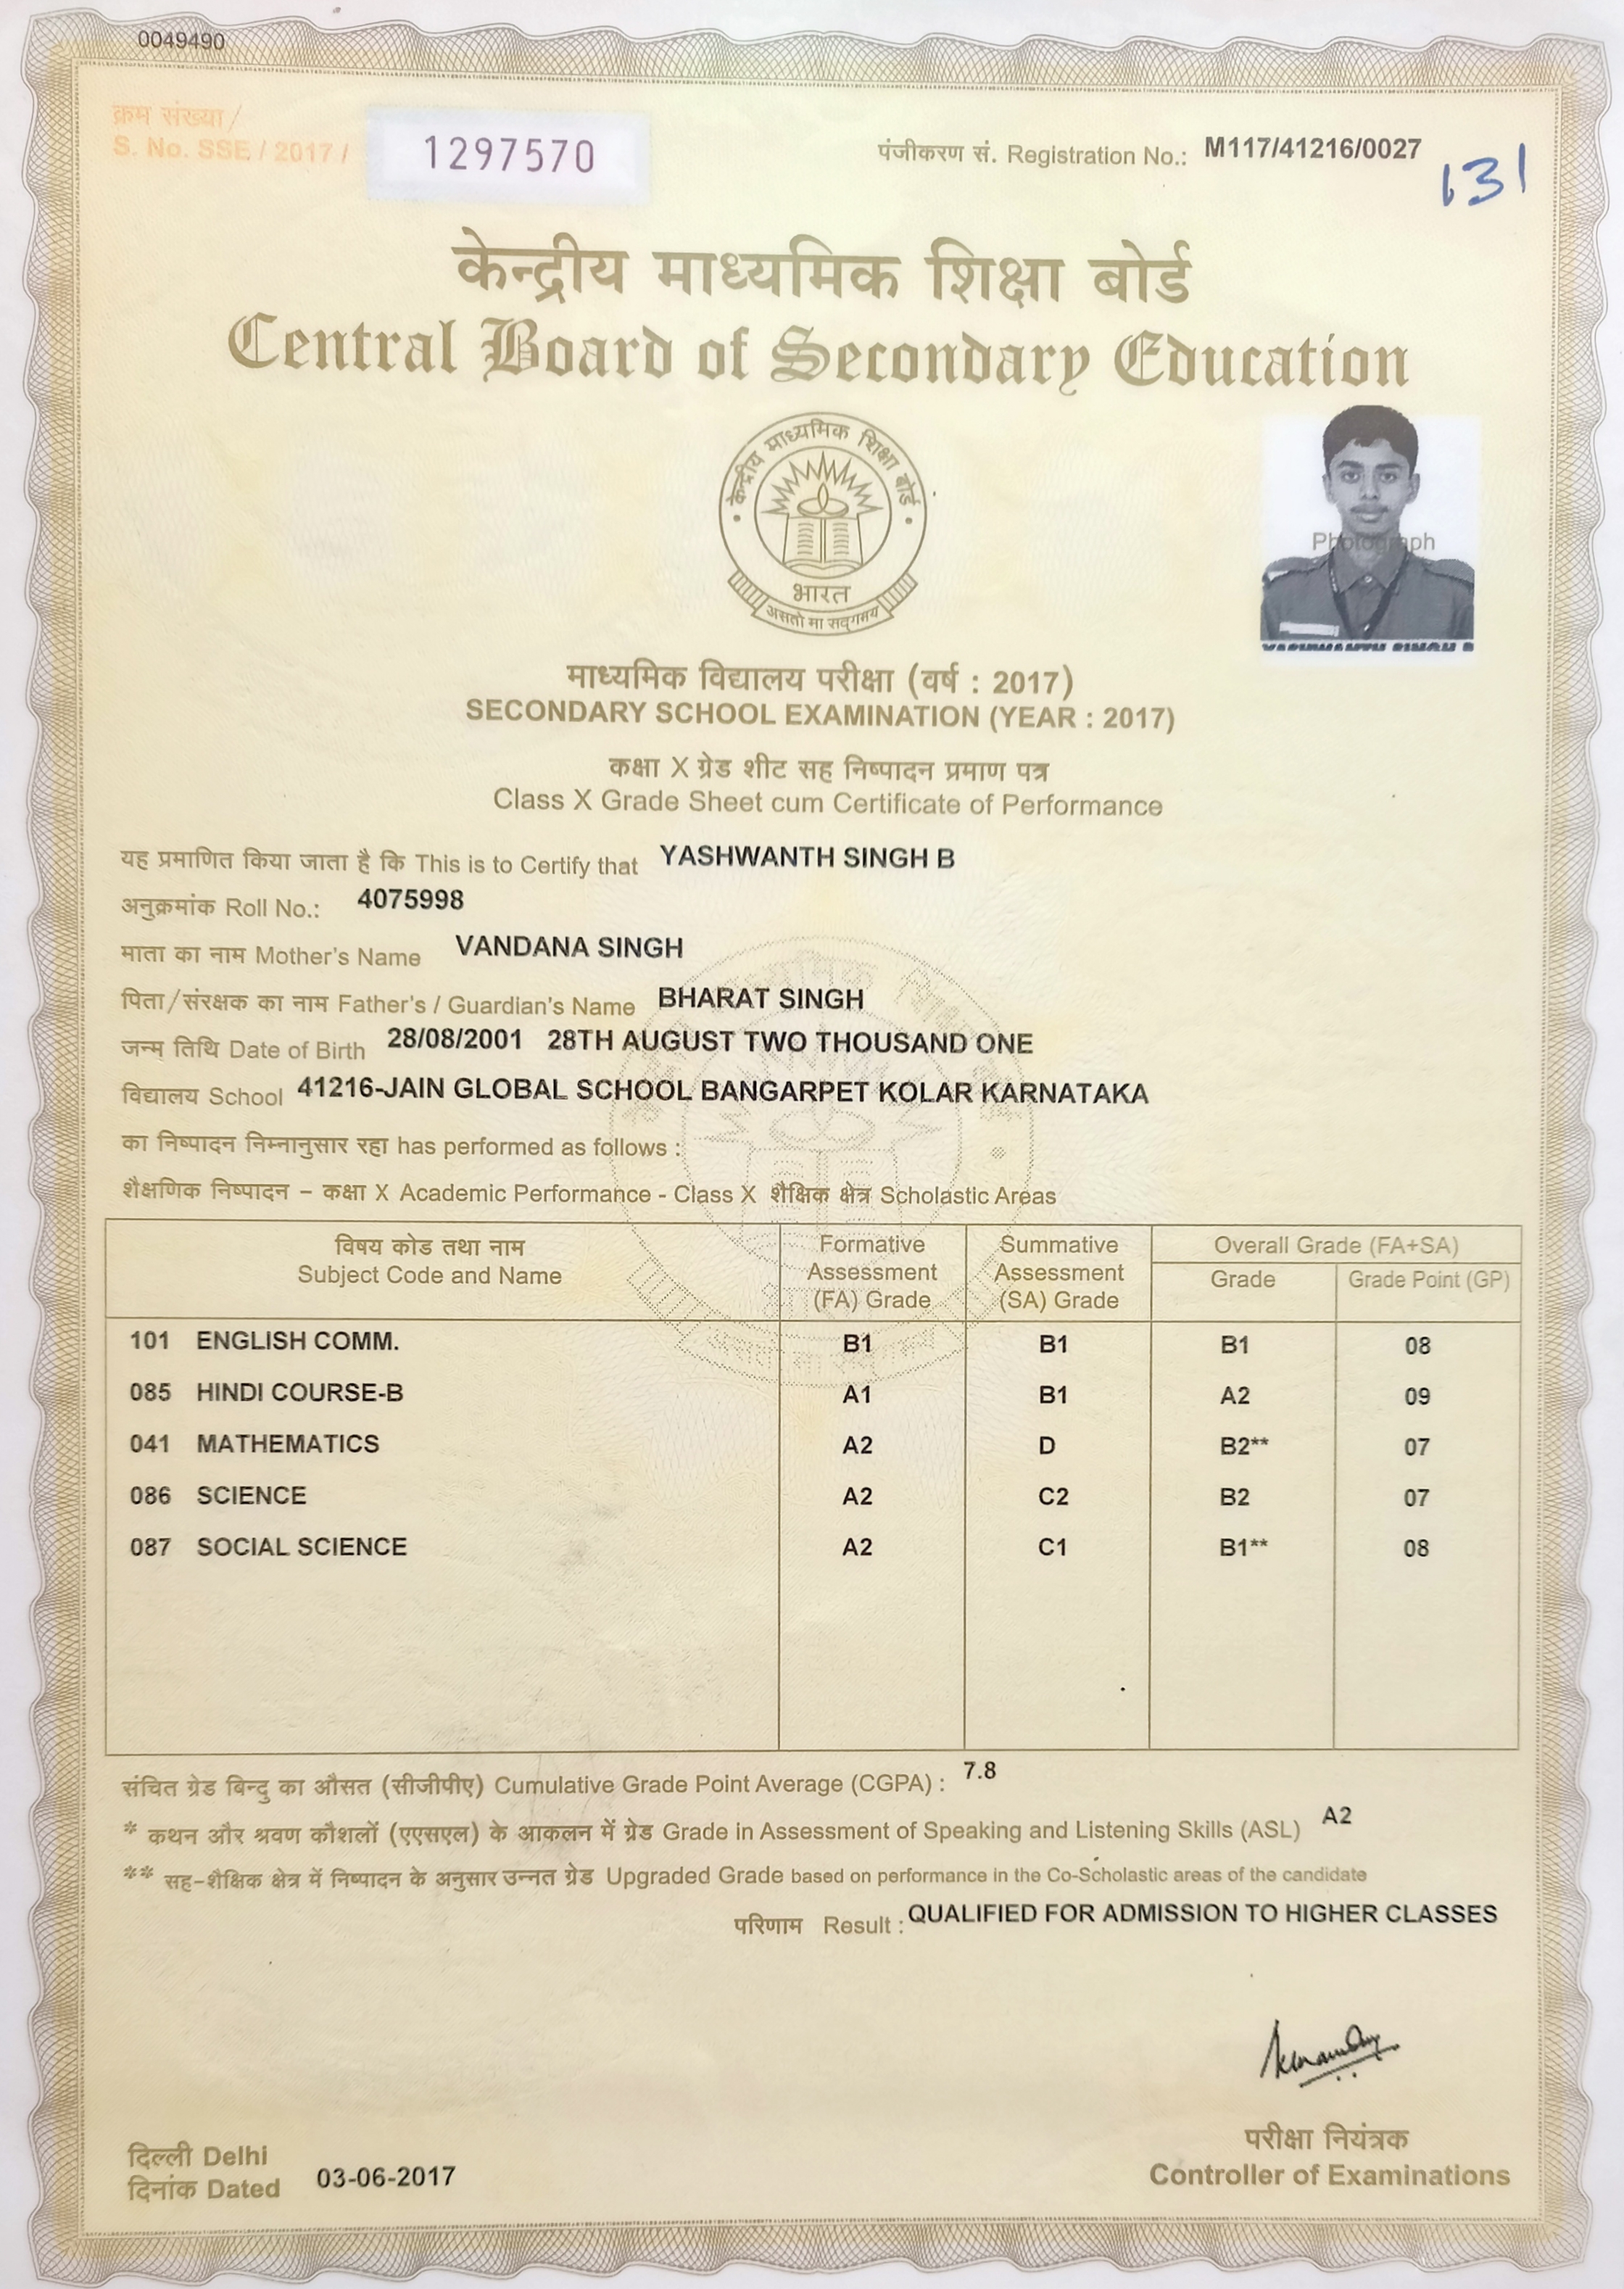 0049490
क्रम संख्या /
S. No. SSE / 2017 / 1297570
पंजीकरण सं. Registration No.: M117/41216/0027
131
केन्द्रीय माध्यमिक शिक्षा बोर्ड
Central Board of Secondary Education
केन्द्रीय माध्यमिक शिक्षा बोर्ड
भारत
असतो मा सद्गमय
Photograph
YASHWANTH SINGH B
माध्यमिक विद्यालय परीक्षा (वर्ष : 2017)
SECONDARY SCHOOL EXAMINATION (YEAR : 2017)
कक्षा X ग्रेड शीट सह निष्पादन प्रमाण पत्र
Class X Grade Sheet cum Certificate of Performance
यह प्रमाणित किया जाता है कि This is to Certify that YASHWANTH SINGH B
अनुक्रमांक Roll No.: 4075998
माता का नाम Mother's Name VANDANA SINGH
पिता/संरक्षक का नाम Father's / Guardian's Name BHARAT SINGH
जन्म तिथि Date of Birth 28/08/2001 28TH AUGUST TWO THOUSAND ONE
विद्यालय School 41216-JAIN GLOBAL SCHOOL BANGARPET KOLAR KARNATAKA
का निष्पादन निम्नानुसार रहा has performed as follows :
शैक्षणिक निष्पादन – कक्षा X Academic Performance - Class X शैक्षिक क्षेत्र Scholastic Areas
विषय कोड तथा नाम
Subject Code and Name
Formative
Assessment
(FA) Grade
Summative
Assessment
(SA) Grade
Overall Grade (FA+SA)
Grade Grade Point (GP)
101 ENGLISH COMM. B1 B1 B1 08
085 HINDI COURSE-B A1 B1 A2 09
041 MATHEMATICS A2 D B2** 07
086 SCIENCE A2 C2 B2 07
087 SOCIAL SCIENCE A2 C1 B1** 08
संचित ग्रेड बिन्दु का औसत (सीजीपीए) Cumulative Grade Point Average (CGPA) : 7.8
* कथन और श्रवण कौशलों (एएसएल) के आकलन में ग्रेड Grade in Assessment of Speaking and Listening Skills (ASL) A2
** सह-शैक्षिक क्षेत्र में निष्पादन के अनुसार उन्नत ग्रेड Upgraded Grade based on performance in the Co-Scholastic areas of the candidate
परिणाम Result : QUALIFIED FOR ADMISSION TO HIGHER CLASSES
परीक्षा नियंत्रक
Controller of Examinations
दिल्ली Delhi
दिनांक Dated 03-06-2017